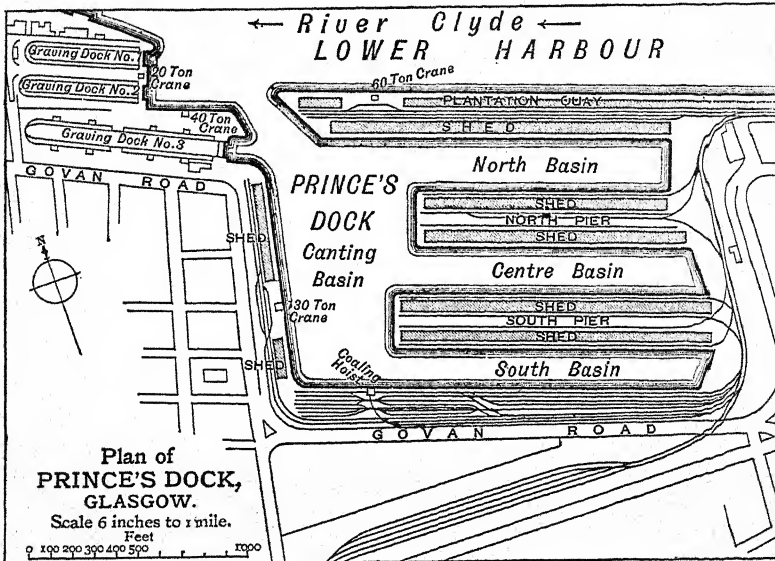 ← River Clyde ←
LOWER HARBOUR
Graving Dock No.1
20 Ton
Crane
Graving Dock No.2
60 Ton Crane
PLANTATION QUAY
40 Ton
Crane
SHED
Graving Dock No.3
North Basin
GOVAN ROAD
PRINCE'S
DOCK
Canting
Basin
SHED
NORTH PIER
SHED
SHED
N
Centre Basin
130 Ton
Crane
SHED
SOUTH PIER
SHED
SHED
Coaling
Hoist
South Basin
GOVAN ROAD
Plan of
PRINCE'S DOCK,
GLASGOW.
Scale 6 inches to 1 mile.
Feet
0 100 200 300 400 500 1000